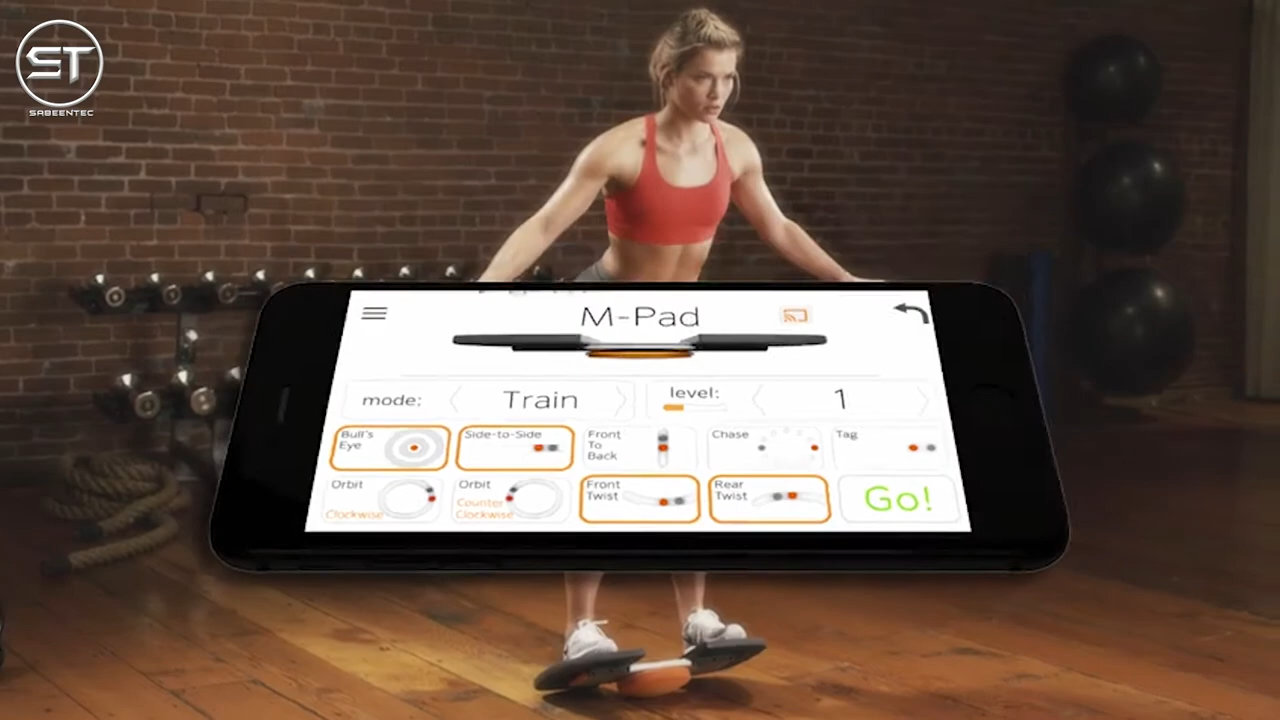 ST
SABEENTEC
M-Pad
mode:
Train
level:
1
Bull's
Eye
Side-to-Side
Front
To
Back
Chase
Tag
Orbit
Clockwise
Orbit
Counter
Clockwise
Front
Twist
Rear
Twist
Go!